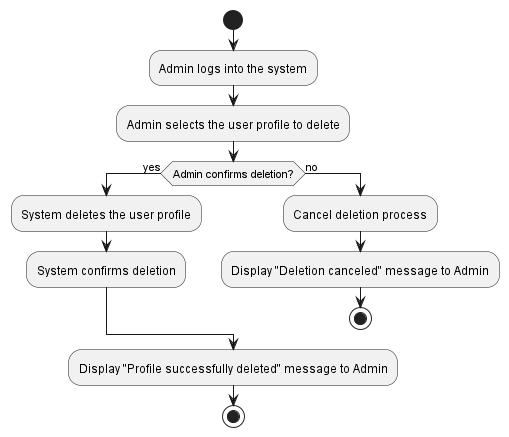 Admin logs into the system
Admin selects the user profile to delete
yes
Admin confirms deletion?
no
System deletes the user profile
Cancel deletion process
System confirms deletion
Display "Deletion canceled" message to Admin
Display "Profile successfully deleted" message to Admin